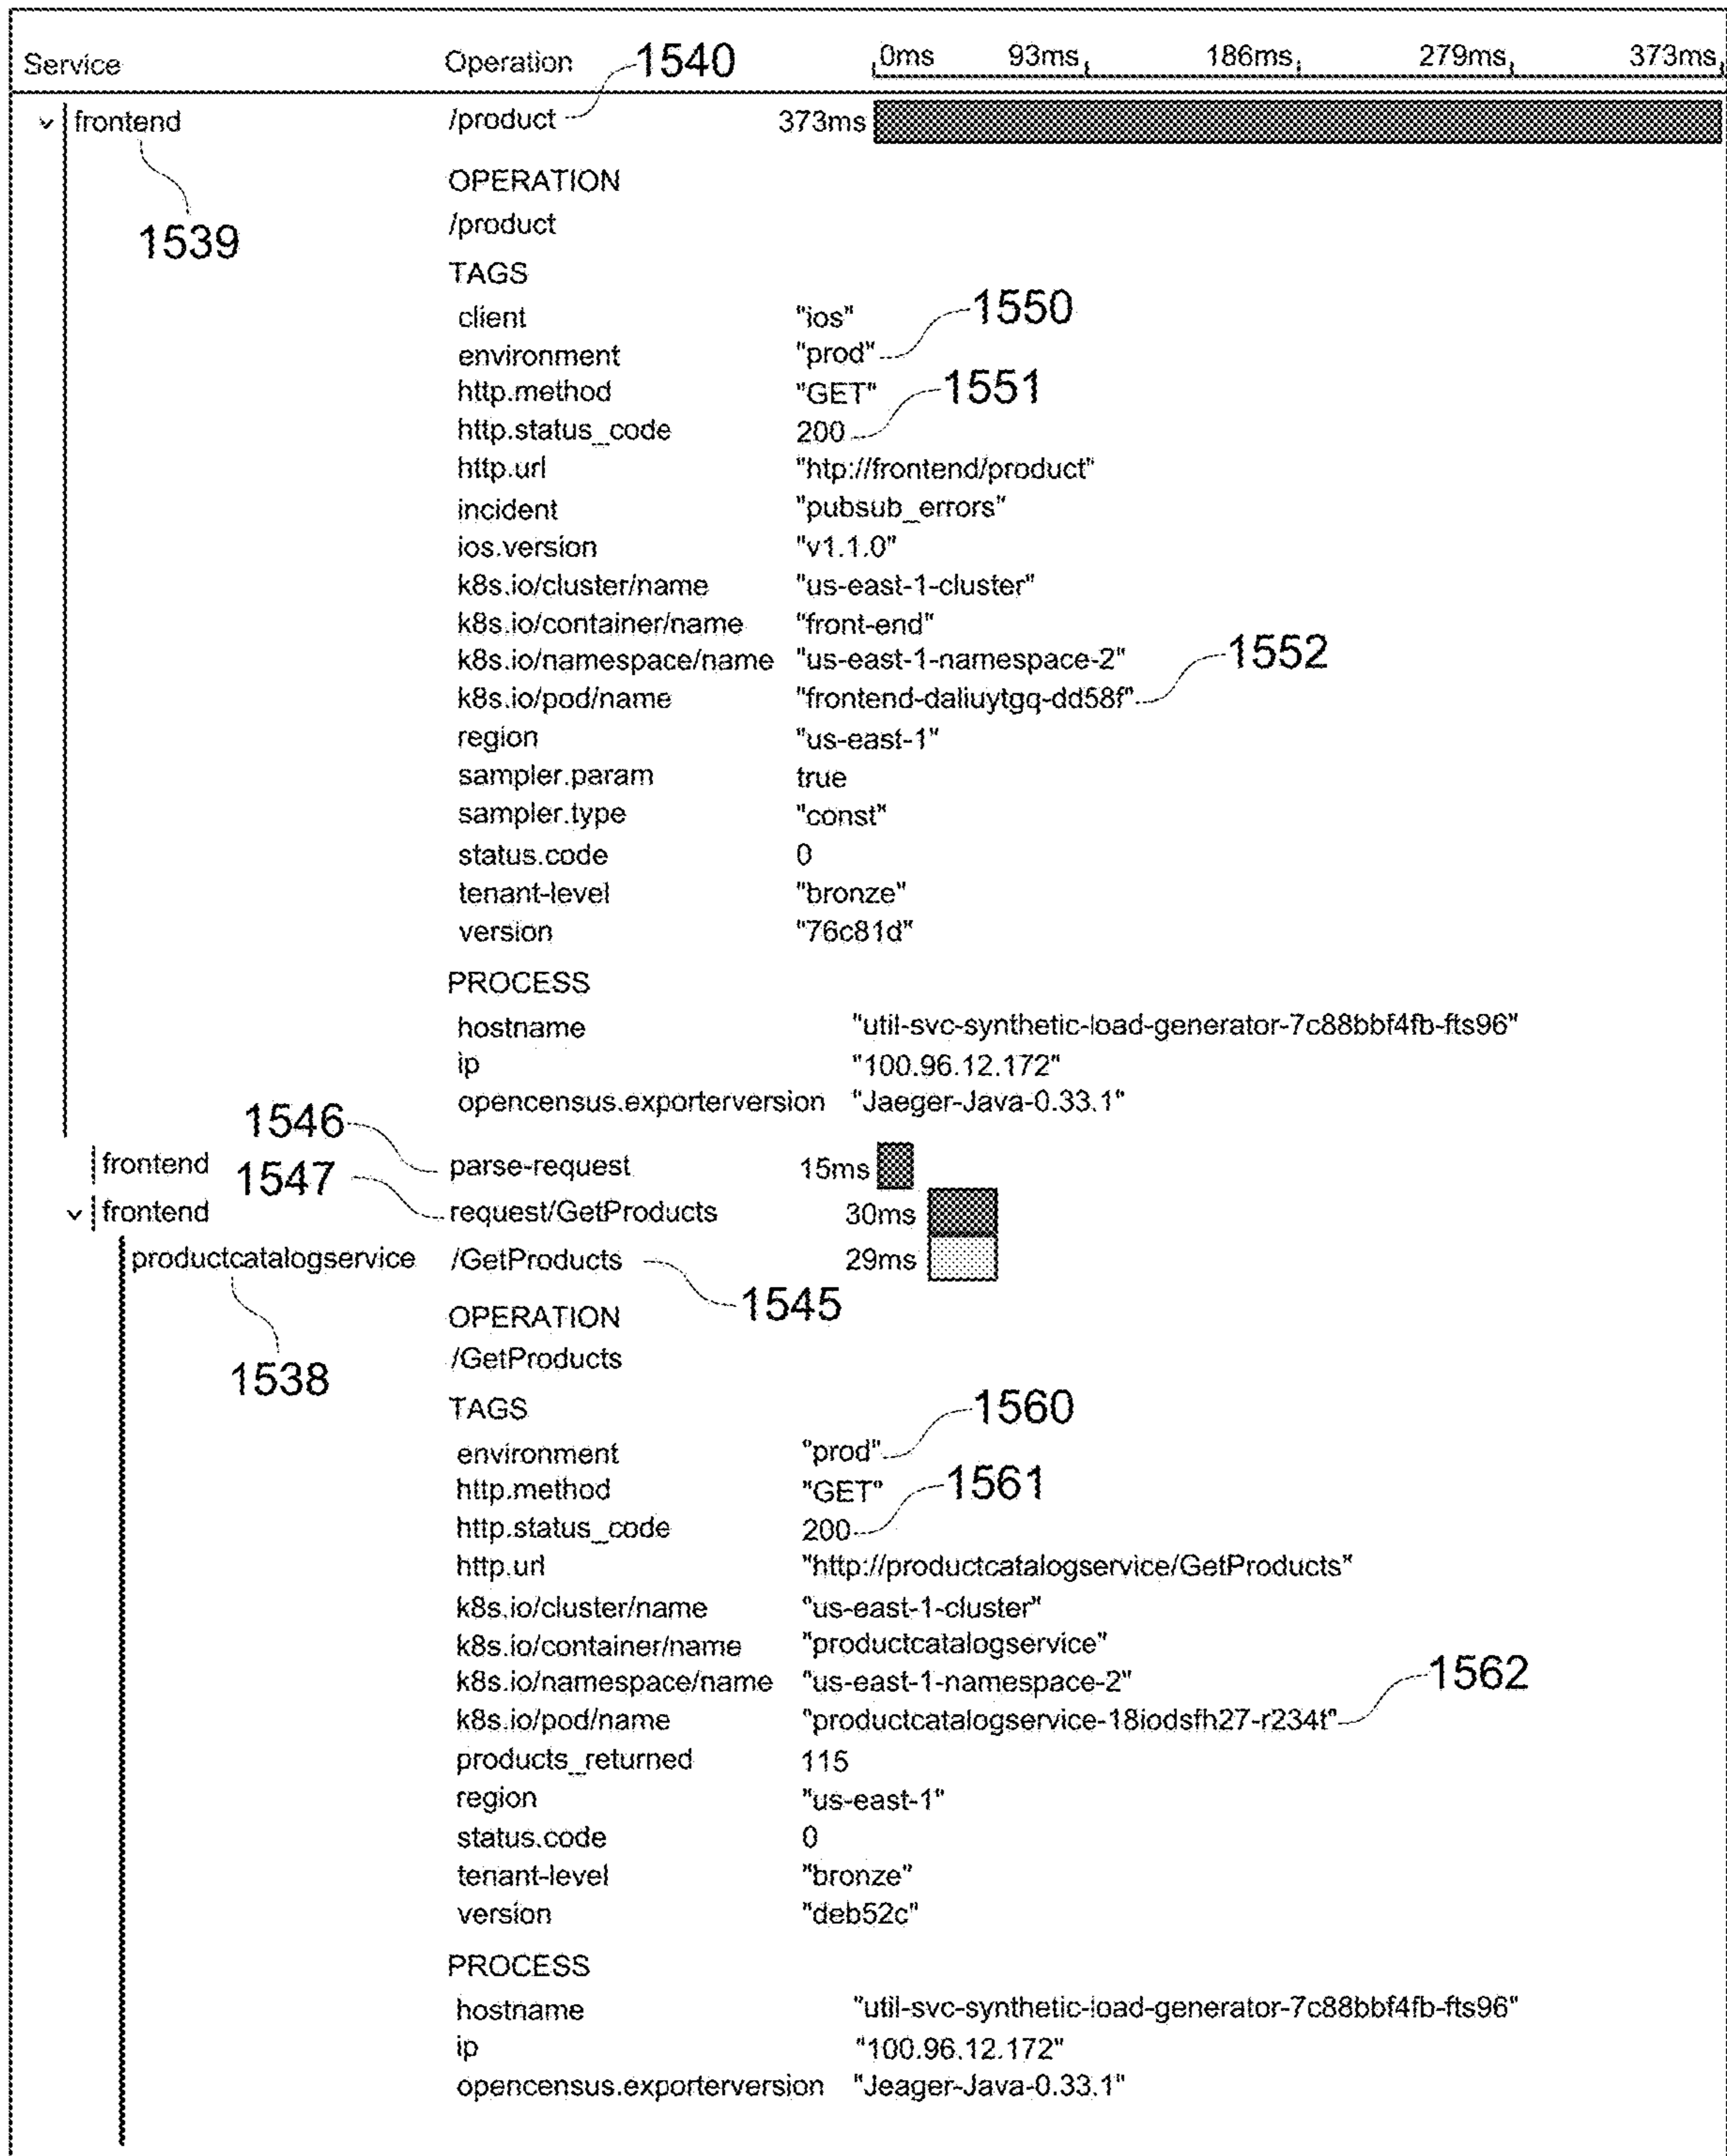 Service Operation 1540 0ms 93ms 186ms 279ms 373ms
frontend /product 373ms
OPERATION
/product
1539
TAGS
client "ios" 1550
environment "prod"
http.method "GET" 1551
http.status_code 200
http.url "htp://frontend/product"
incident "pubsub_errors"
ios.version "v1.1.0"
k8s.io/cluster/name "us-east-1-cluster"
k8s.io/container/name "front-end"
k8s.io/namespace/name "us-east-1-namespace-2" 1552
k8s.io/pod/name "frontend-daliuytgq-dd58f"
region "us-east-1"
sampler.param true
sampler.type "const"
status.code 0
tenant-level "bronze"
version "76c81d"
PROCESS
hostname "util-svc-synthetic-load-generator-7c88bbf4fb-fts96"
ip "100.96.12.172"
opencensus.exporterversion "Jaeger-Java-0.33.1"
1546
frontend parse-request 15ms
1547
frontend request/GetProducts 30ms
productcatalogservice /GetProducts 29ms
1545
OPERATION
/GetProducts
1538
TAGS 1560
environment "prod"
http.method "GET" 1561
http.status_code 200
http.url "http://productcatalogservice/GetProducts"
k8s.io/cluster/name "us-east-1-cluster"
k8s.io/container/name "productcatalogservice"
k8s.io/namespace/name "us-east-1-namespace-2" 1562
k8s.io/pod/name "productcatalogservice-18iodsfh27-r234t"
products_returned 115
region "us-east-1"
status.code 0
tenant-level "bronze"
version "deb52c"
PROCESS
hostname "util-svc-synthetic-load-generator-7c88bbf4fb-fts96"
ip "100.96.12.172"
opencensus.exporterversion "Jeager-Java-0.33.1"